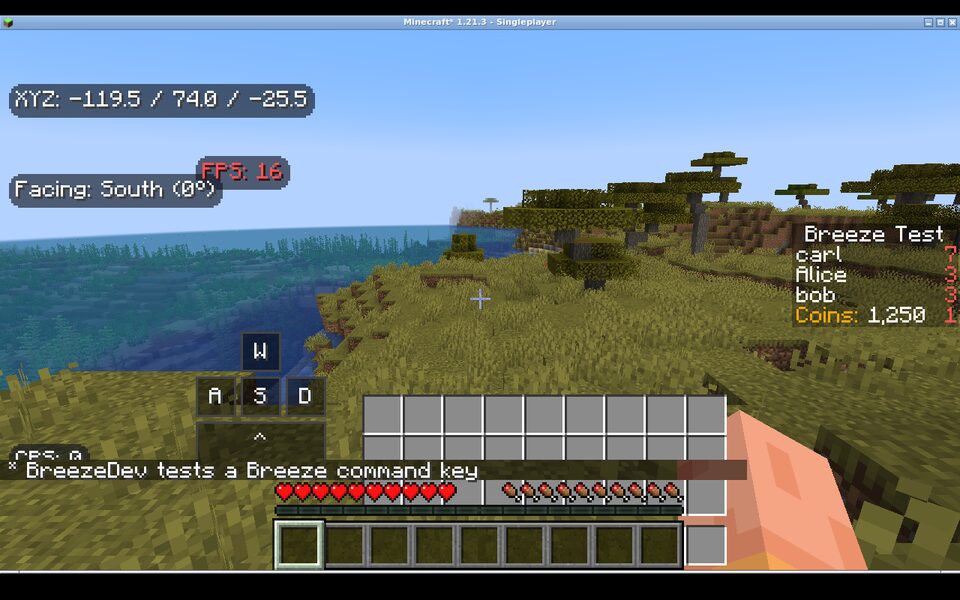 Minecraft* 1.21.3 - Singleplayer
XYZ: -119.5 / 74.0 / -25.5
FPS: 16
Facing: South (0°)
Breeze Test
carl 7
Alice 3
bob 3
Coins: 1,250 1
W
A S D
^
CPS: 0
* BreezeDev tests a Breeze command key